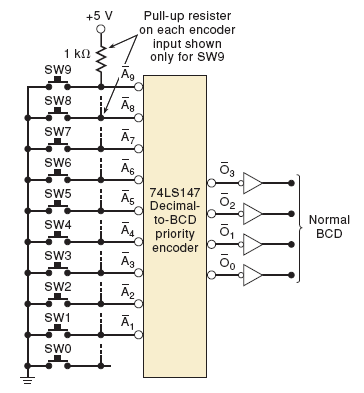 +5 V
Pull-up resister
on each encoder
input shown
only for SW9
1 kΩ
SW9
A̅9
SW8
A̅8
SW7
A̅7
SW6
A̅6
SW5
A̅5
SW4
A̅4
SW3
A̅3
SW2
A̅2
SW1
A̅1
SW0
74LS147
Decimal-
to-BCD
priority
encoder
O̅3
O̅2
O̅1
O̅0
Normal
BCD